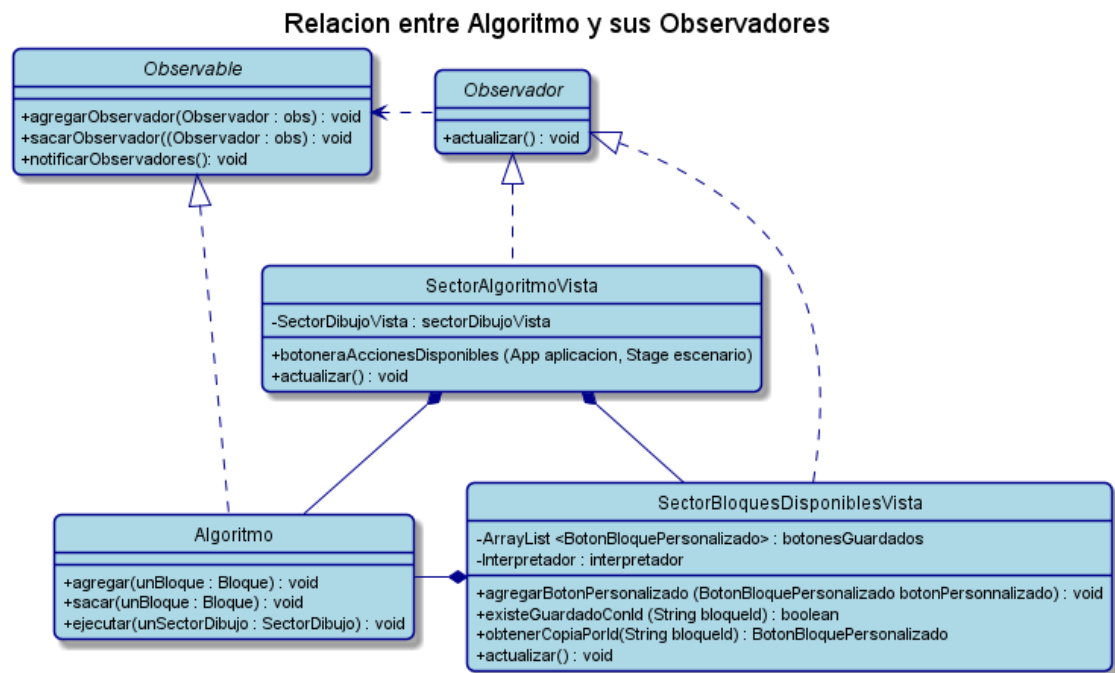 Relacion entre Algoritmo y sus Observadores
Observable
+agregarObservador(Observador : obs) : void
+sacarObservador((Observador : obs) : void
+notificarObservadores(): void
Observador
+actualizar() : void
SectorAlgoritmoVista
-SectorDibujoVista : sectorDibujoVista
+botoneraAccionesDisponibles (App aplicacion, Stage escenario)
+actualizar() : void
Algoritmo
+agregar(unBloque : Bloque) : void
+sacar(unBloque : Bloque) : void
+ejecutar(unSectorDibujo : SectorDibujo) : void
SectorBloquesDisponiblesVista
-ArrayList <BotonBloquePersonalizado> : botonesGuardados
-Interpretador : interpretador
+agregarBotonPersonalizado (BotonBloquePersonalizado botonPersonnalizado) : void
+existeGuardadoConId (String bloqueId) : boolean
+obtenerCopiaPorId(String bloqueId) : BotonBloquePersonalizado
+actualizar() : void